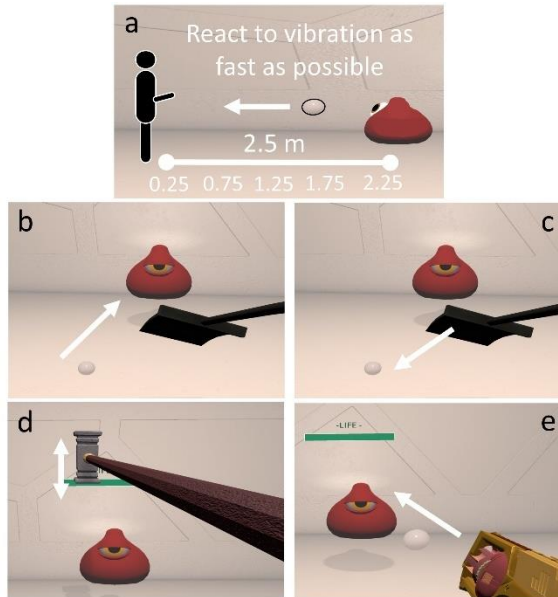 a
React to vibration as
fast as possible
2.5 m
0.25 0.75 1.25 1.75 2.25
b
c
d
e
-LIFE-